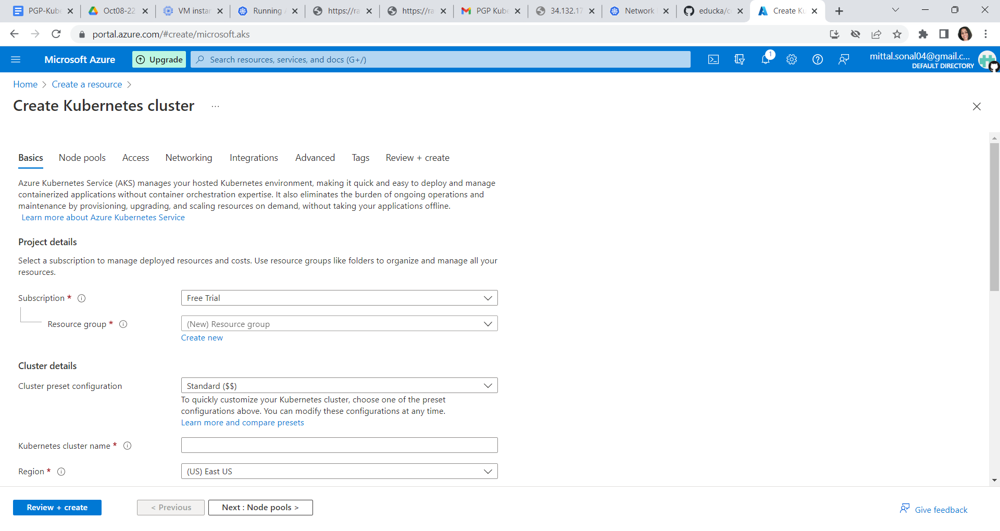 PGP-Kube
Oct08-22
VM instan
Running
https://ra
https://ra
PGP Kube
34.132.17
Network
educka/c
Create Ku
portal.azure.com/#create/microsoft.aks
Microsoft Azure
Upgrade
Search resources, services, and docs (G+/)
1
mittal.sonal04@gmail.c...
DEFAULT DIRECTORY
Home > Create a resource >
Create Kubernetes cluster ...
Basics Node pools Access Networking Integrations Advanced Tags Review + create
Azure Kubernetes Service (AKS) manages your hosted Kubernetes environment, making it quick and easy to deploy and manage
containerized applications without container orchestration expertise. It also eliminates the burden of ongoing operations and
maintenance by provisioning, upgrading, and scaling resources on demand, without taking your applications offline.
Learn more about Azure Kubernetes Service
Project details
Select a subscription to manage deployed resources and costs. Use resource groups like folders to organize and manage all your
resources.
Subscription *
Free Trial
Resource group *
(New) Resource group
Create new
Cluster details
Cluster preset configuration
Standard ($$)
To quickly customize your Kubernetes cluster, choose one of the preset
configurations above. You can modify these configurations at any time.
Learn more and compare presets
Kubernetes cluster name *
Region *
(US) East US
Review + create
< Previous
Next : Node pools >
Give feedback